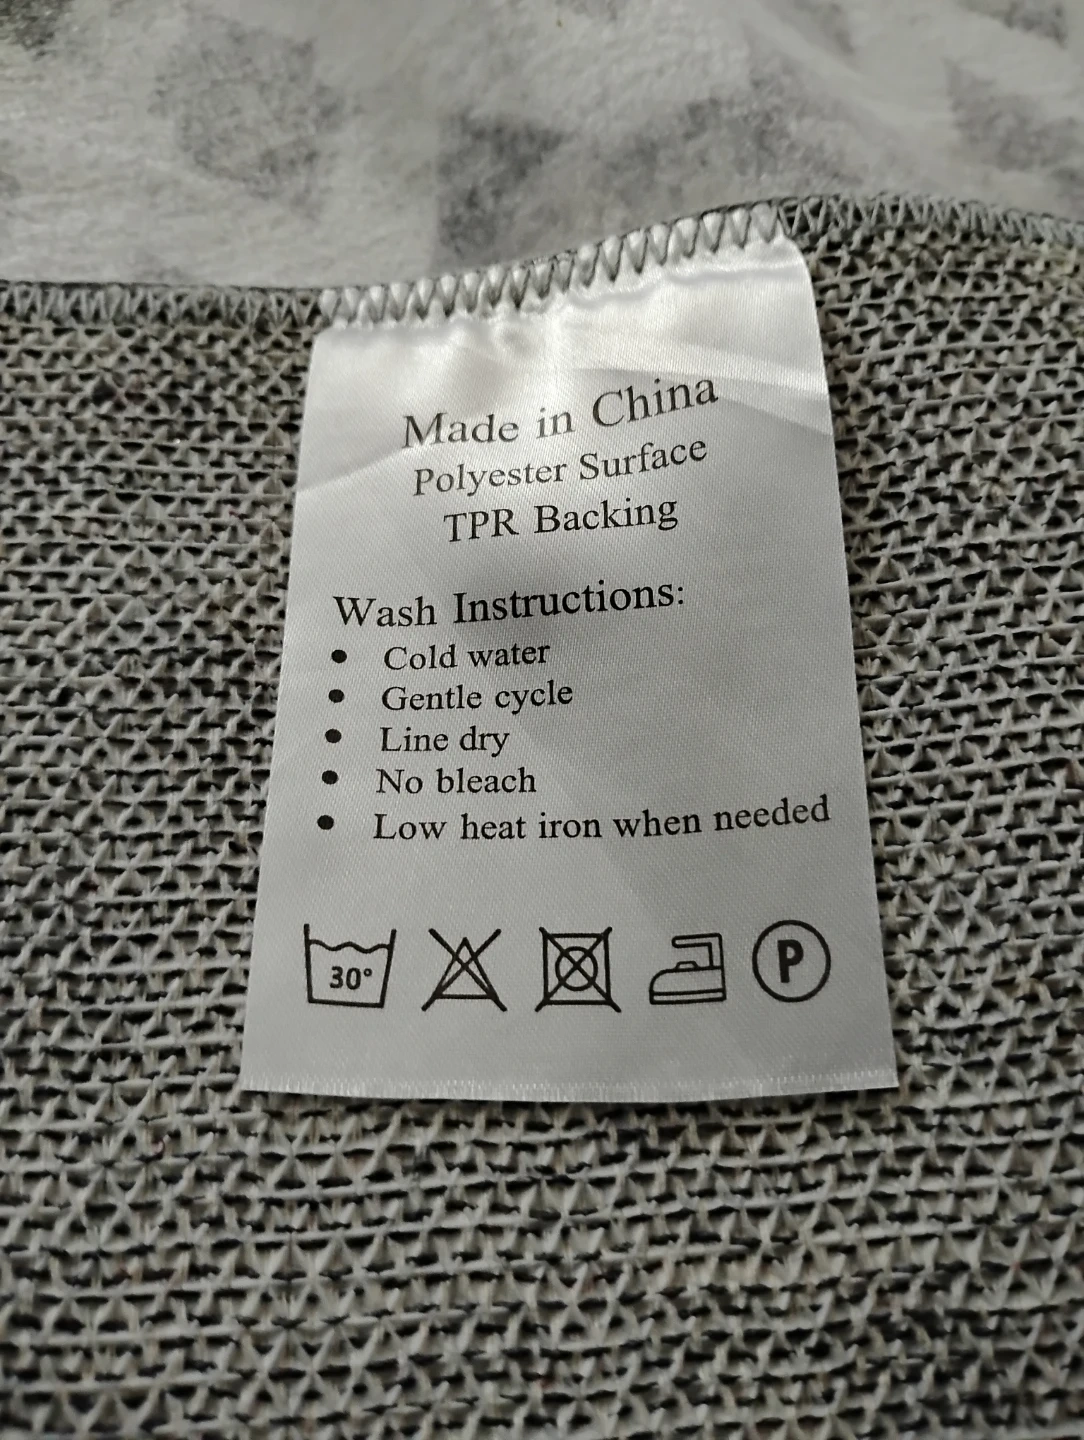 Made in China
Polyester Surface
TPR Backing
Wash Instructions:
• Cold water
• Gentle cycle
• Line dry
• No bleach
• Low heat iron when needed
30° P